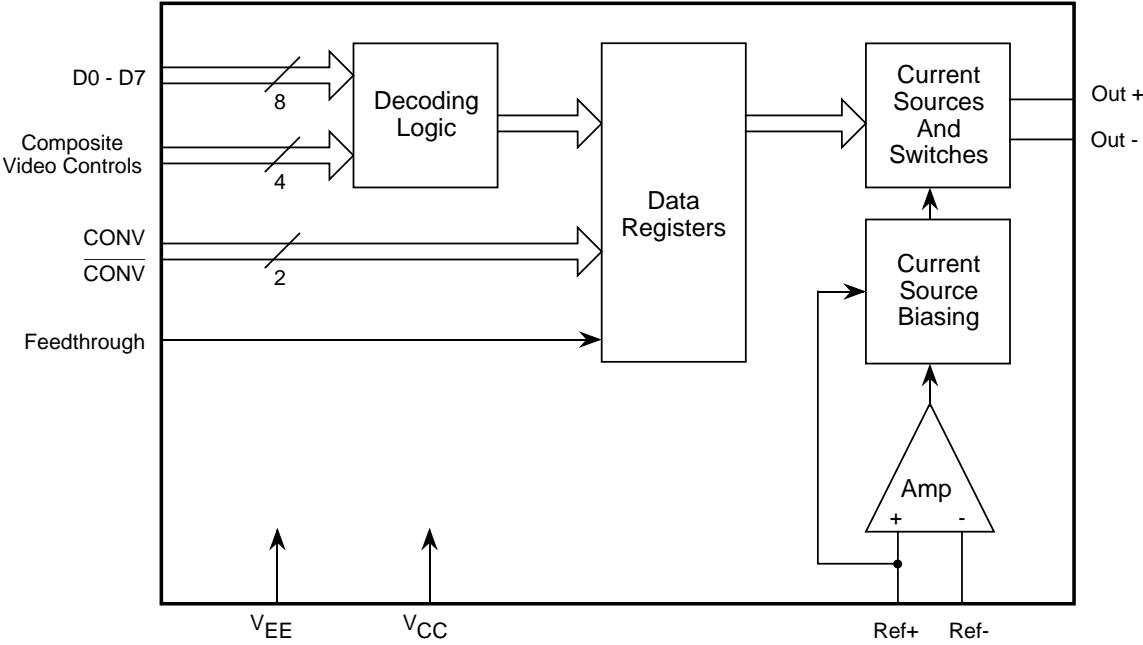 D0 - D7
8
Composite
Video Controls
4
CONV
CONV
2
Feedthrough
Decoding
Logic
Data
Registers
Current
Sources
And
Switches
Out +
Out -
Current
Source
Biasing
Amp
+ -
VEE
VCC
Ref+
Ref-